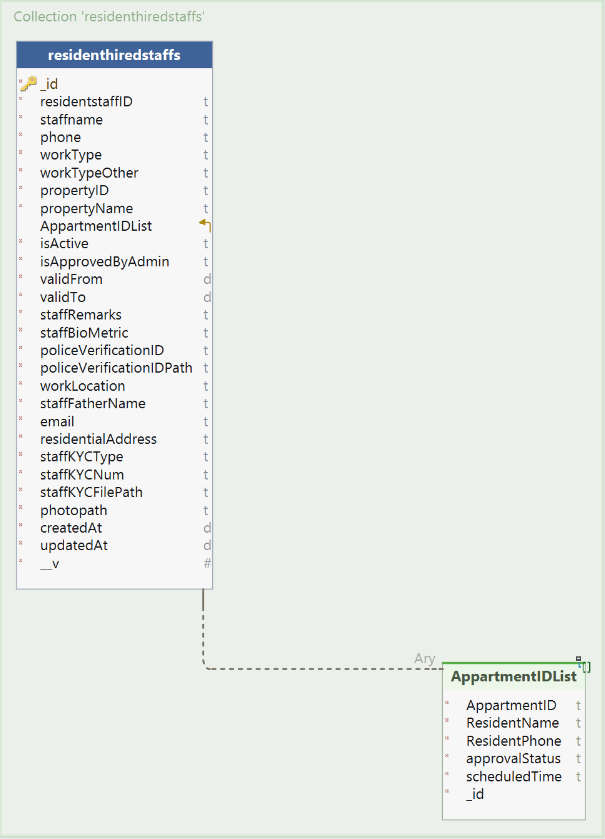 Collection 'residenthiredstaffs'
residenthiredstaffs
* _id
* residentstaffID t
* staffname t
* phone t
* workType t
* workTypeOther t
* propertyID t
* propertyName t
AppartmentIDList
* isActive t
* isApprovedByAdmin t
* validFrom d
* validTo d
* staffRemarks t
* staffBioMetric t
* policeVerificationID t
* policeVerificationIDPath t
* workLocation t
* staffFatherName t
* email t
* residentialAddress t
* staffKYCType t
* staffKYCNum t
* staffKYCFilePath t
* photopath t
* createdAt d
* updatedAt d
* __v #
Ary
AppartmentIDList
* AppartmentID t
* ResidentName t
* ResidentPhone t
* approvalStatus t
* scheduledTime t
* _id